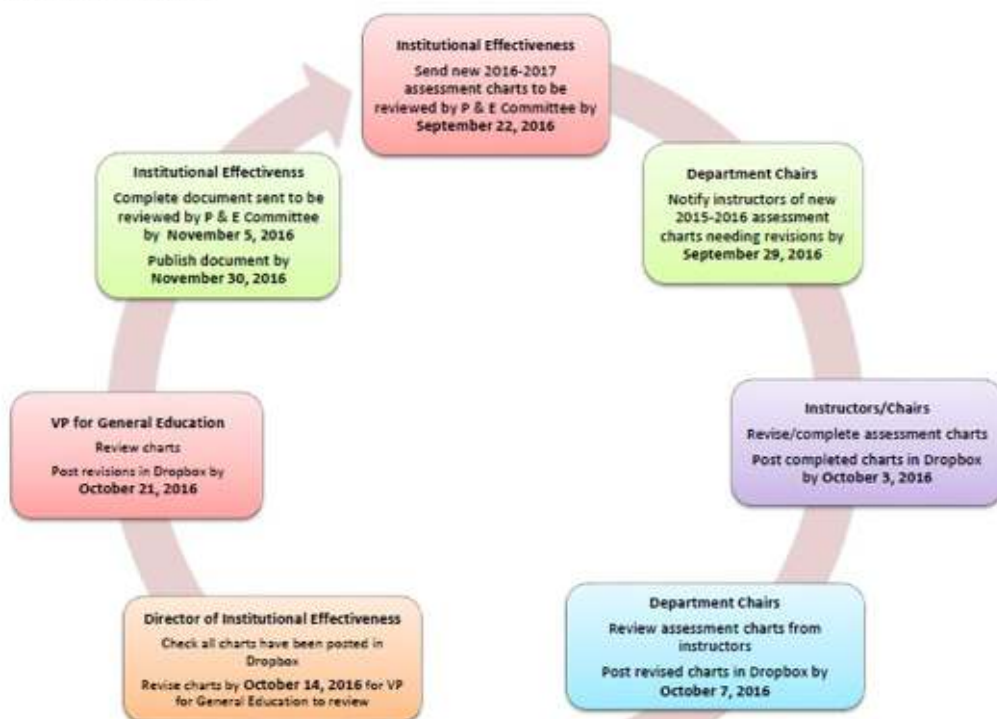 Institutional Effectiveness
Send new 2016-2017
assessment charts to be
reviewed by P & E Committee by
September 22, 2016
Department Chairs
Notify instructors of new
2015-2016 assessment
charts needing revisions by
September 29, 2016
Instructors/Chairs
Revise/complete assessment charts
Post completed charts in Dropbox
by October 3, 2016
Department Chairs
Review assessment charts from
instructors
Post revised charts in Dropbox by
October 7, 2016
Director of Institutional Effectiveness
Check all charts have been posted in
Dropbox
Revise charts by October 14, 2016 for VP
for General Education to review
VP for General Education
Review charts
Post revisions in Dropbox by
October 21, 2016
Institutional Effectivenss
Complete document sent to be
reviewed by P & E Committee
by November 5, 2016
Publish document by
November 30, 2016